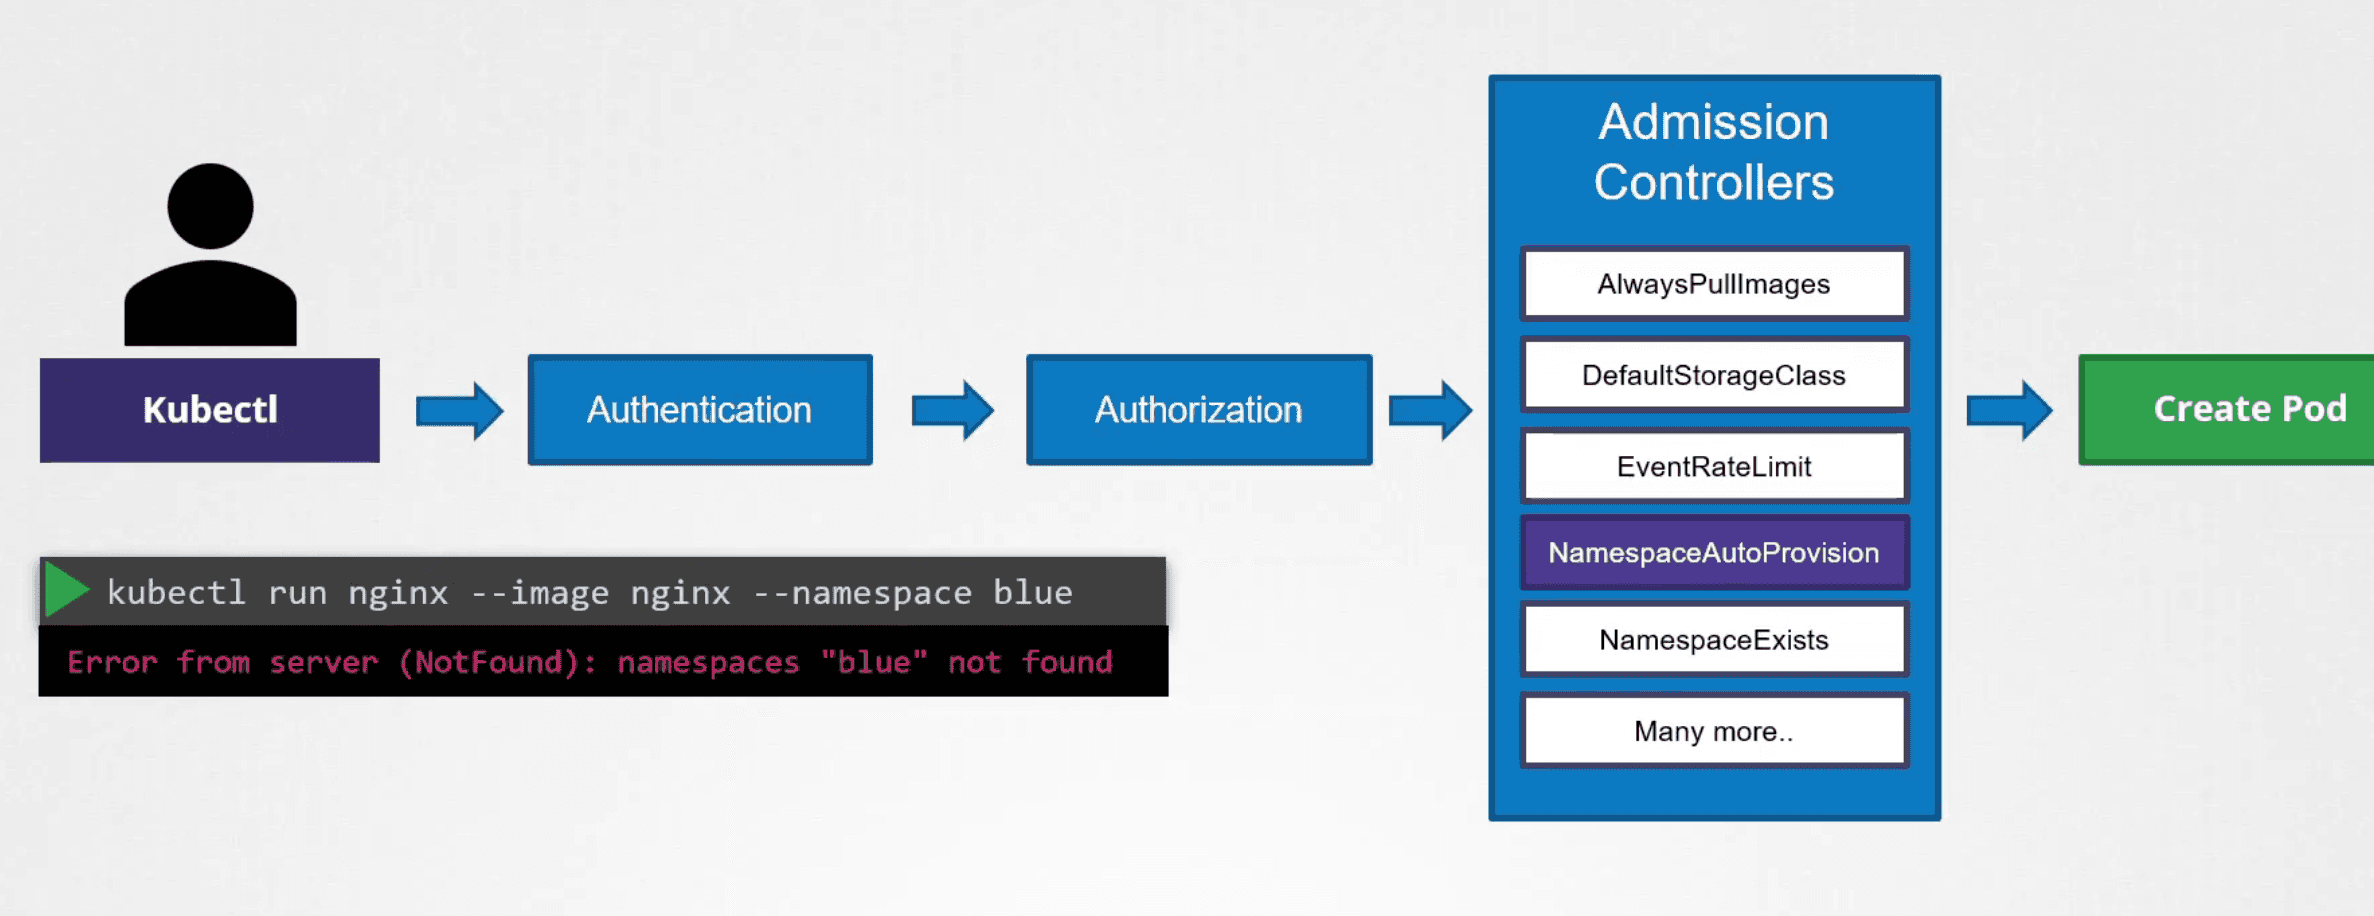 Admission
Controllers
AlwaysPullImages
DefaultStorageClass
EventRateLimit
NamespaceAutoProvision
NamespaceExists
Many more..
Kubectl
Authentication
Authorization
Create Pod
kubectl run nginx --image nginx --namespace blue
Error from server (NotFound): namespaces "blue" not found